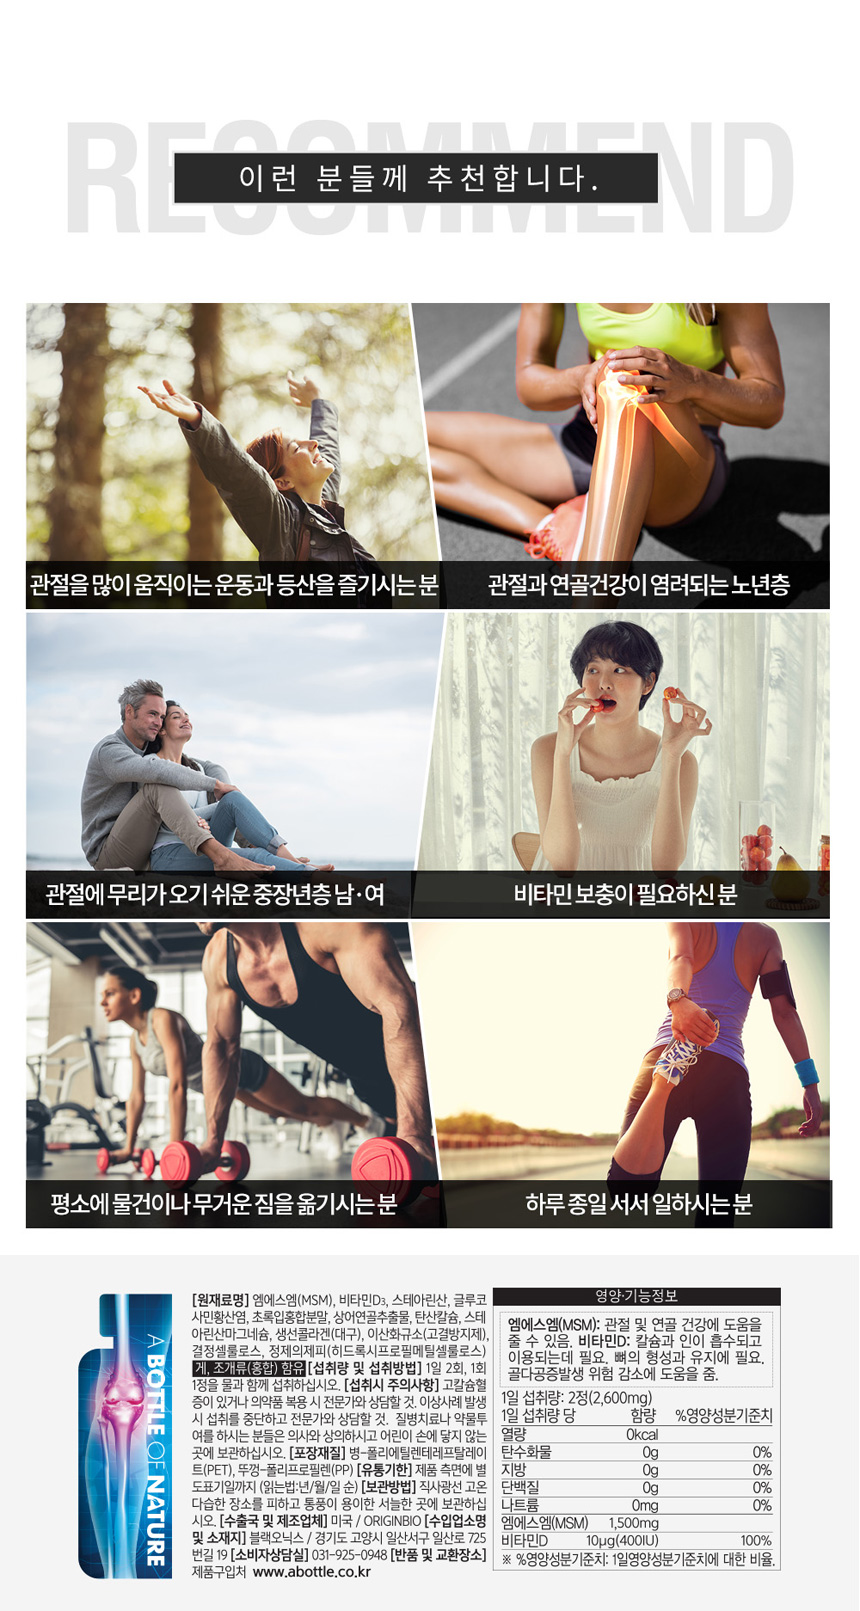 RECOMMEND
이런 분들께 추천합니다.
관절을 많이 움직이는 운동과 등산을 즐기시는 분
관절과 연골건강이 염려되는 노년층
관절에 무리가 오기 쉬운 중장년층 남·여
비타민 보충이 필요하신 분
평소에 물건이나 무거운 짐을 옮기시는 분
하루 종일 서서 일하시는 분
A BOTTLE OF NATURE
[원재료명] 엠에스엠(MSM), 비타민D3, 스테아린산, 글루코
사민황산염, 초록입홍합분말, 상어연골추출물, 탄산칼슘, 스테
아린산마그네슘, 생선콜라겐(대구), 이산화규소(고결방지제),
결정셀룰로스, 정제의제피(히드록시프로필메틸셀룰로스)
게, 조개류(홍합) 함유 [섭취량 및 섭취방법] 1일 2회, 1회
1정을 물과 함께 섭취하십시오. [섭취시 주의사항] 고칼슘혈
증이 있거나 의약품 복용 시 전문가와 상담할 것. 이상사례 발생
시 섭취를 중단하고 전문가와 상담할 것. 질병치료나 약물투
여를 하시는 분들은 의사와 상의하시고 어린이 손에 닿지 않는
곳에 보관하십시오. [포장재질] 병-폴리에틸렌테레프탈레이
트(PET), 뚜껑-폴리프로필렌(PP) [유통기한] 제품 측면에 별
도표기일까지 (읽는법:년/월/일 순) [보관방법] 직사광선 고온
다습한 장소를 피하고 통풍이 용이한 서늘한 곳에 보관하십
시오. [수출국 및 제조업체] 미국 / ORIGINBIO [수입업소명
및 소재지] 블랙오닉스 / 경기도 고양시 일산서구 일산로 725
번길 19 [소비자상담실] 031-925-0948 [반품 및 교환장소]
제품구입처 www.abottle.co.kr
영양·기능정보
엠에스엠(MSM): 관절 및 연골 건강에 도움을
줄 수 있음. 비타민D: 칼슘과 인이 흡수되고
이용되는데 필요. 뼈의 형성과 유지에 필요.
골다공증발생 위험 감소에 도움을 줌.
1일 섭취량: 2정(2,600mg)
1일 섭취량 당 함량 %영양성분기준치
열량 0kcal
탄수화물 0g 0%
지방 0g 0%
단백질 0g 0%
나트륨 0mg 0%
엠에스엠(MSM) 1,500mg
비타민D 10µg(400IU) 100%
※ %영양성분기준치: 1일영양성분기준치에 대한 비율.